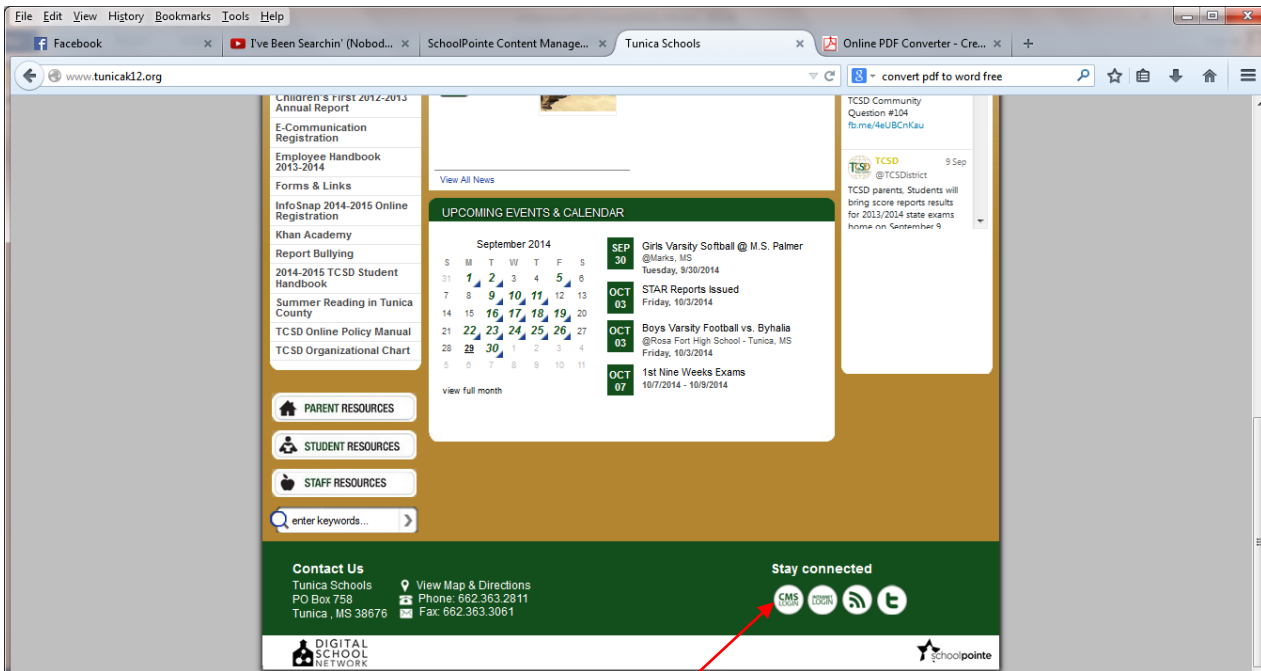 File Edit View History Bookmarks Tools Help
Facebook
I've Been Searchin' (Nobod...
SchoolPointe Content Manage...
Tunica Schools
Online PDF Converter - Cre...
www.tunicak12.org
convert pdf to word free
Children's First 2012-2013
Annual Report
E-Communication
Registration
Employee Handbook
2013-2014
Forms & Links
InfoSnap 2014-2015 Online
Registration
Khan Academy
Report Bullying
2014-2015 TCSD Student
Handbook
Summer Reading in Tunica
County
TCSD Online Policy Manual
TCSD Organizational Chart
PARENT RESOURCES
STUDENT RESOURCES
STAFF RESOURCES
enter keywords...
View All News
UPCOMING EVENTS & CALENDAR
September 2014
S M T W T F S
31 1 2 3 4 5 6
7 8 9 10 11 12 13
14 15 16 17 18 19 20
21 22 23 24 25 26 27
28 29 30 1 2 3 4
5 6 7 8 9 10 11
view full month
SEP
30
Girls Varsity Softball @ M.S. Palmer
@Marks, MS
Tuesday, 9/30/2014
OCT
03
STAR Reports Issued
Friday, 10/3/2014
OCT
03
Boys Varsity Football vs. Byhalia
@Rosa Fort High School - Tunica, MS
Friday, 10/3/2014
OCT
07
1st Nine Weeks Exams
10/7/2014 - 10/9/2014
TCSD Community
Question #104
fb.me/4eUBCnKau
TCSD
TCSD 9 Sep
@TCSDistrict
TCSD parents, Students will
bring score reports results
for 2013/2014 state exams
home on September 9
Contact Us
Tunica Schools
PO Box 758
Tunica , MS 38676
View Map & Directions
Phone: 662.363.2811
Fax: 662.363.3061
Stay connected
CMS
LOGIN
INTRANET
LOGIN
DIGITAL
SCHOOL
NETWORK
schoolpointe